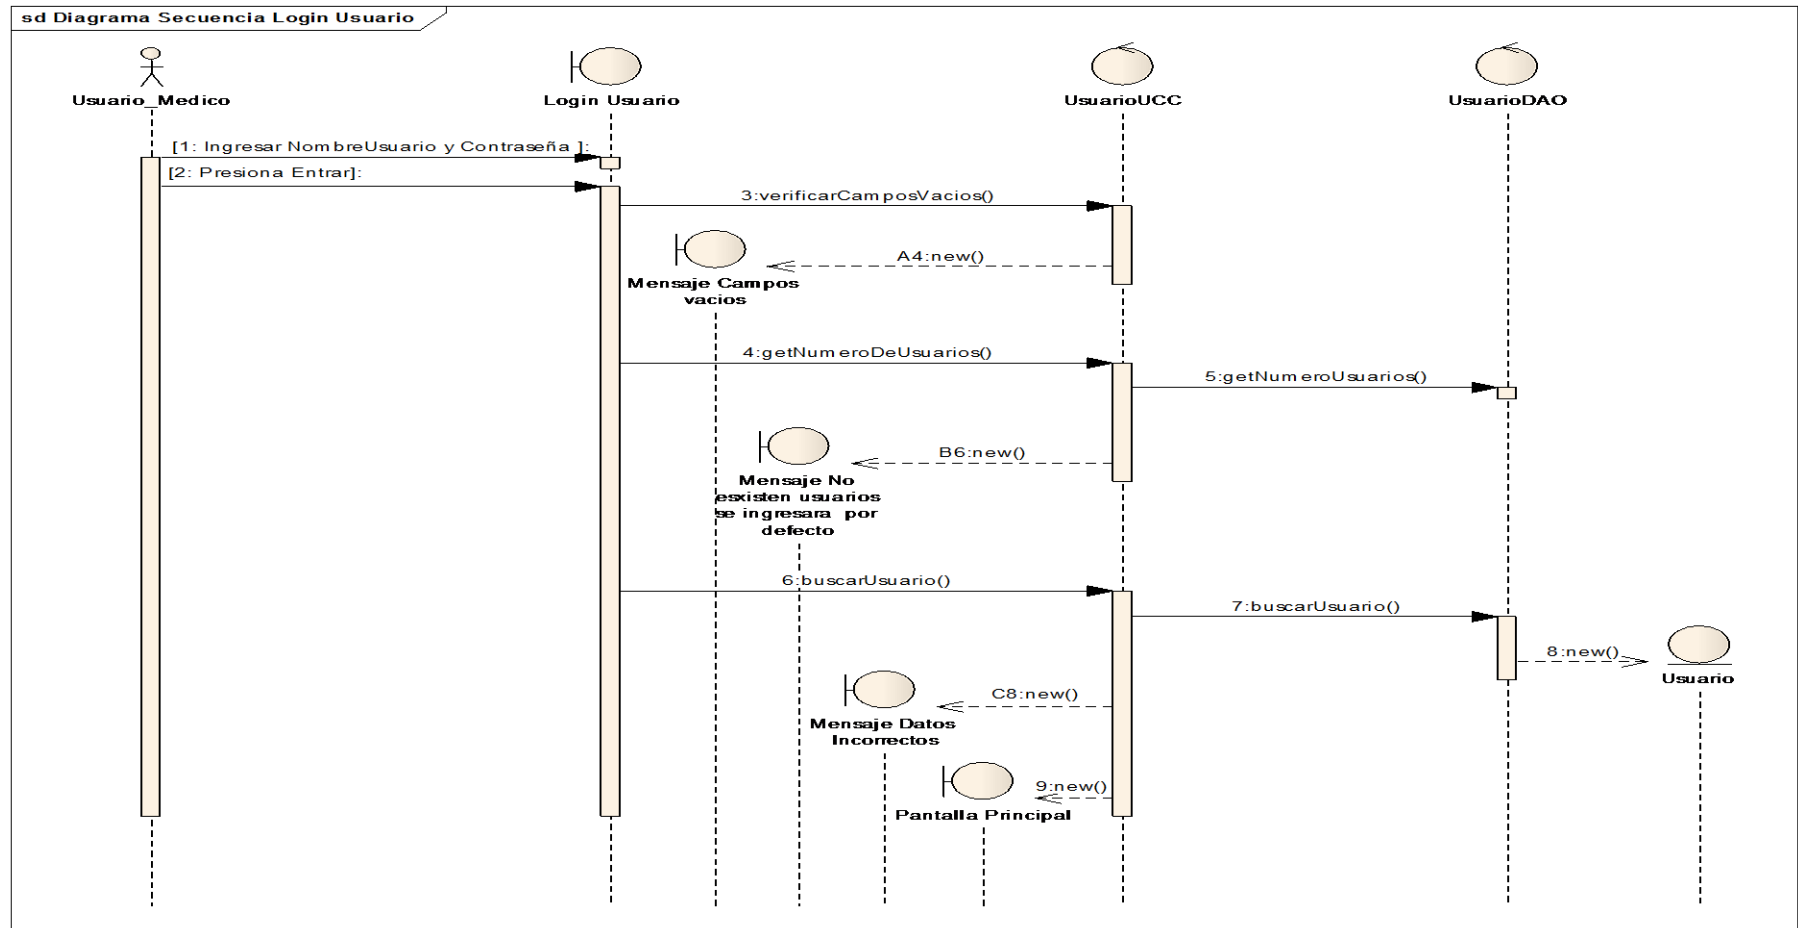 sd Diagrama Secuencia Login Usuario
Usuario_Medico
Login Usuario
UsuarioUCC
UsuarioDAO
[1: Ingresar NombreUsuario y Contraseña ]:
[2: Presiona Entrar]:
3:verificarCamposVacios()
A4:new()
Mensaje Campos
vacios
4:getNumeroDeUsuarios()
5:getNumeroUsuarios()
B6:new()
Mensaje No
esxisten usuarios
se ingresara por
defecto
6:buscarUsuario()
7:buscarUsuario()
8:new()
Usuario
C8:new()
Mensaje Datos
Incorrectos
9:new()
Pantalla Principal